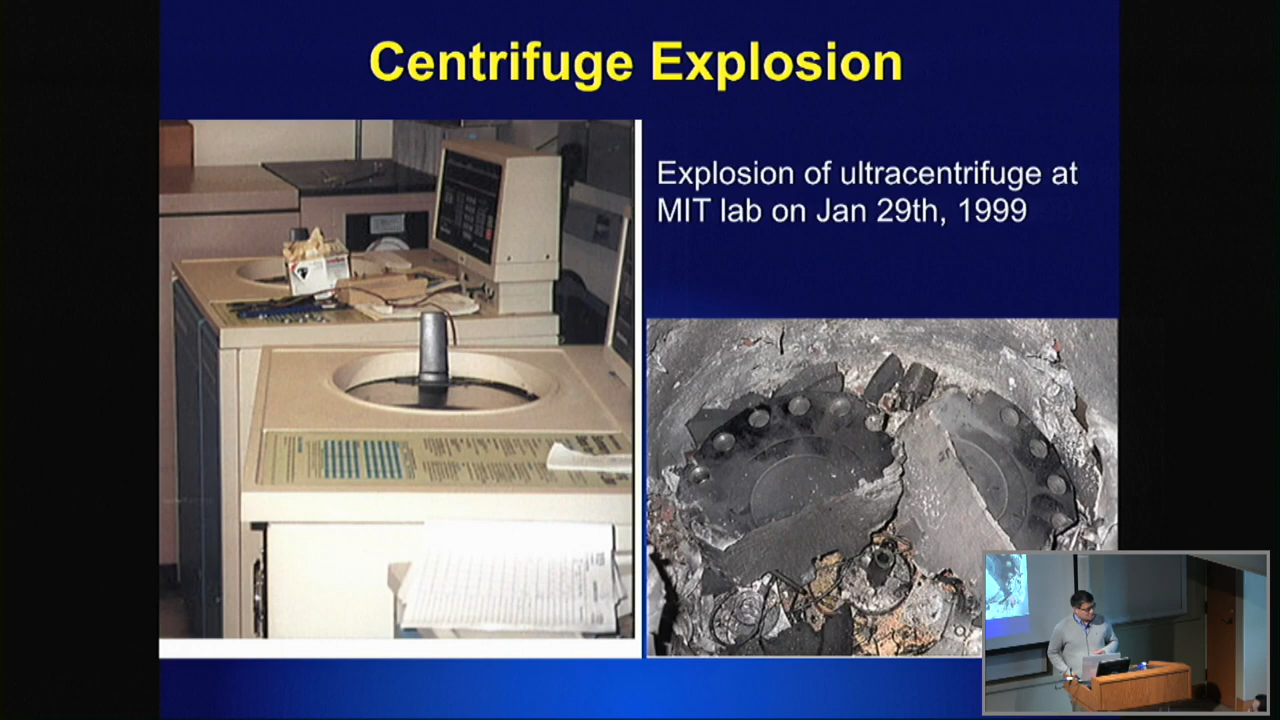 Centrifuge Explosion
Explosion of ultracentrifuge at
MIT lab on Jan 29th, 1999